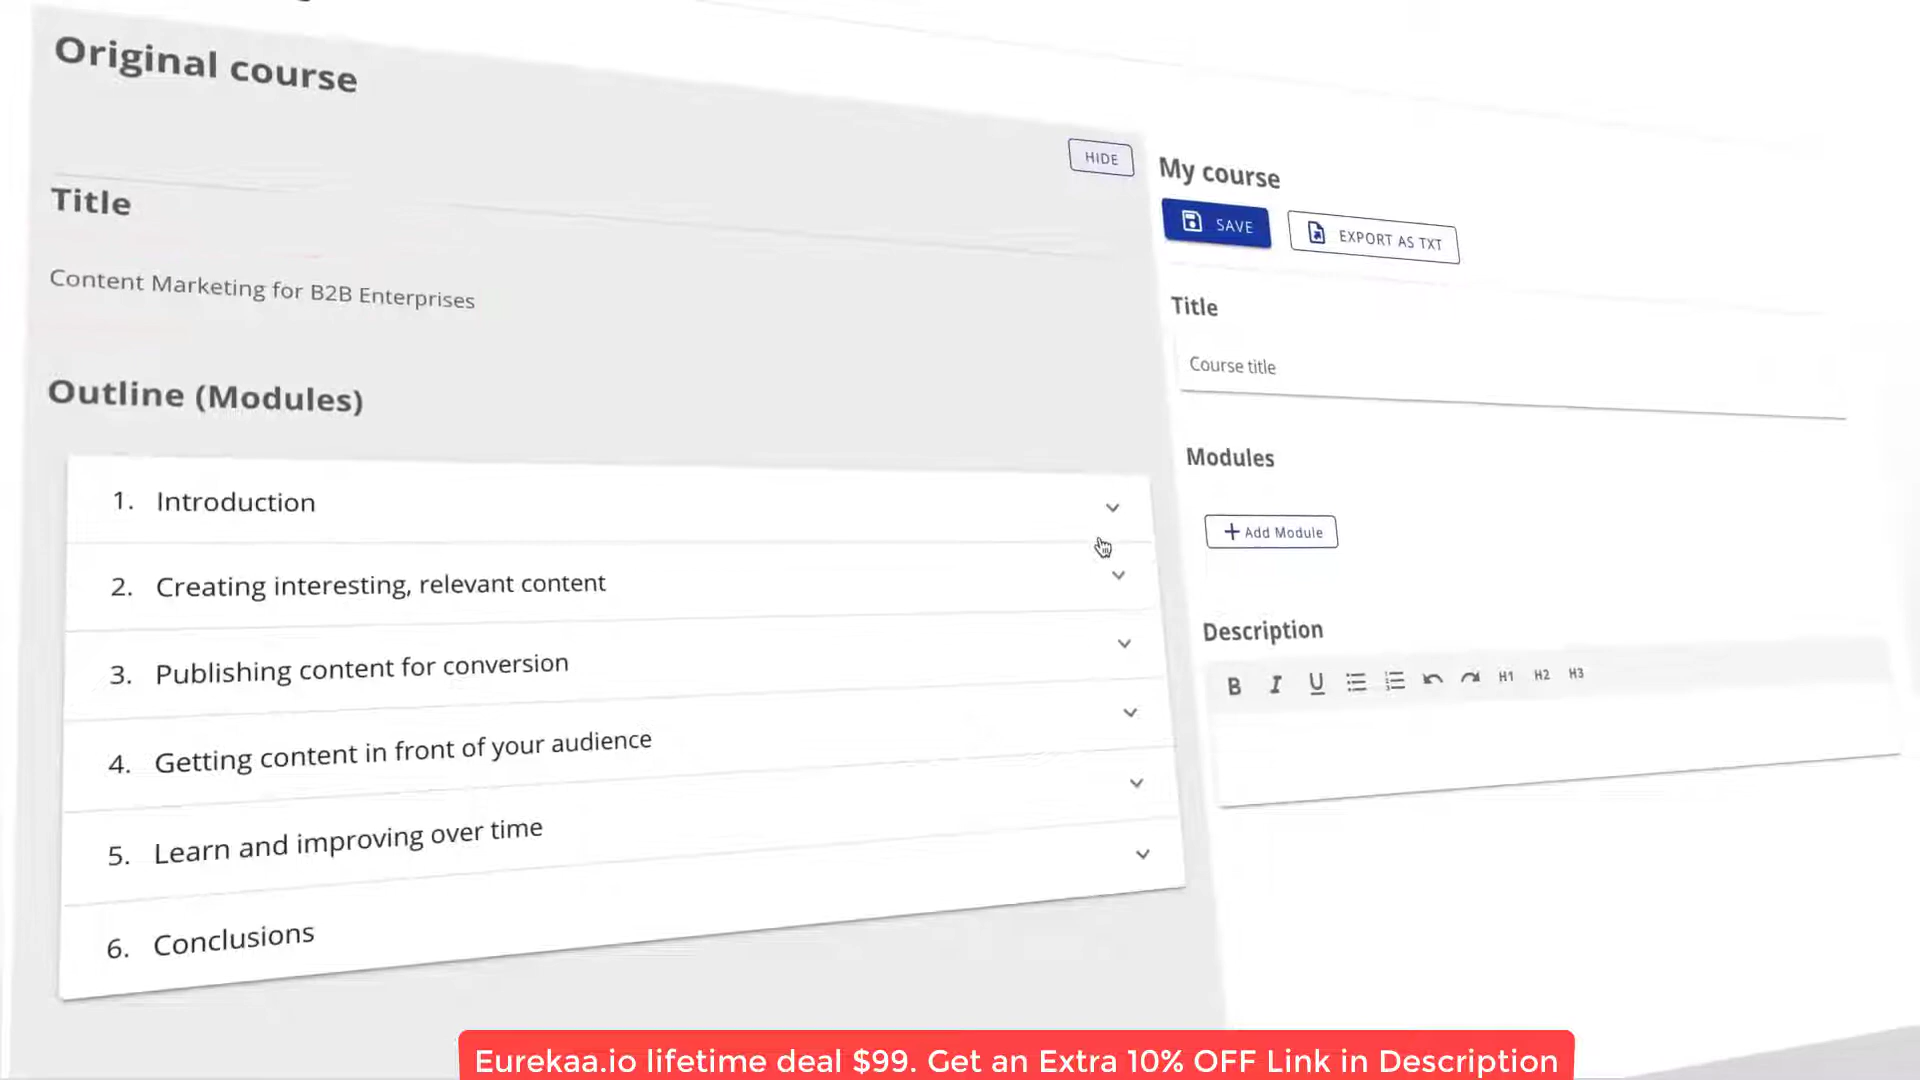 Original course
HIDE
Title
Content Marketing for B2B Enterprises
Outline (Modules)
1. Introduction
2. Creating interesting, relevant content
3. Publishing content for conversion
4. Getting content in front of your audience
5. Learn and improving over time
6. Conclusions
My course
SAVE
EXPORT AS TXT
Title
Course title
Modules
+ Add Module
Description
B I U H1 H2 H3
Eurekaa.io lifetime deal $99. Get an Extra 10% OFF Link in Description